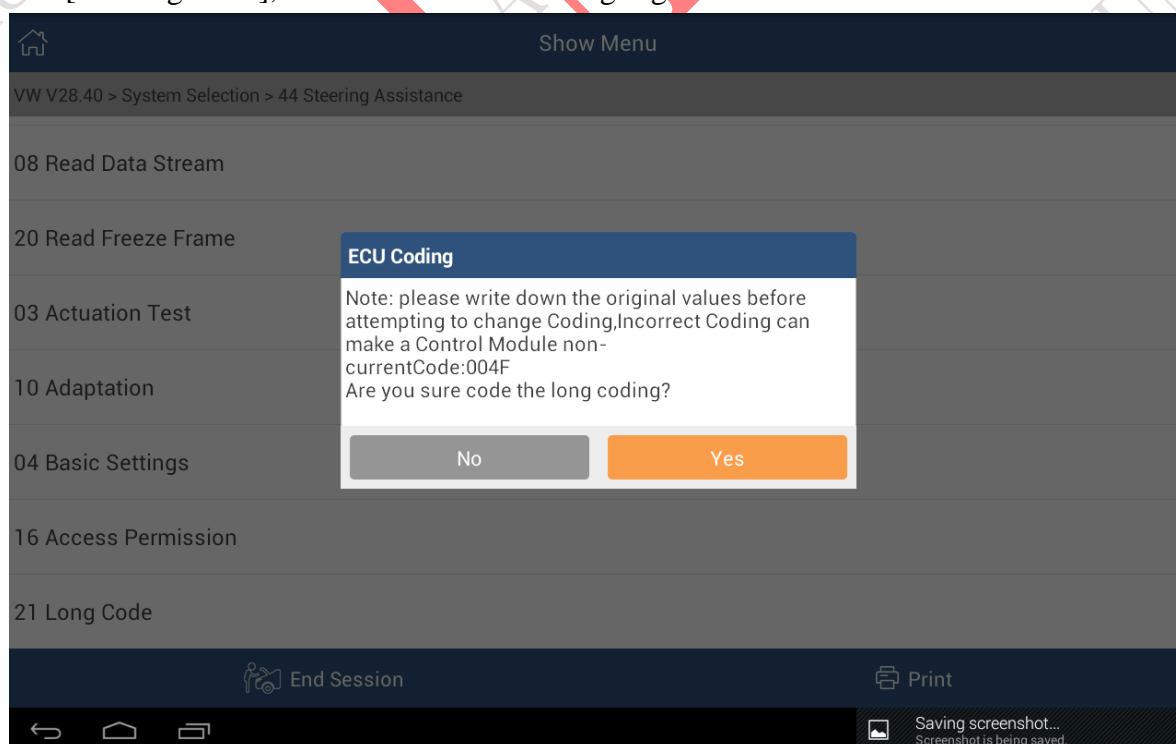 Show Menu
VW V28.40 > System Selection > 44 Steering Assistance
08 Read Data Stream
20 Read Freeze Frame
03 Actuation Test
10 Adaptation
04 Basic Settings
16 Access Permission
21 Long Code
ECU Coding
Note: please write down the original values before
attempting to change Coding,Incorrect Coding can
make a Control Module non-
currentCode:004F
Are you sure code the long coding?
No
Yes
End Session
Print
Saving screenshot...
Screenshot is being saved.